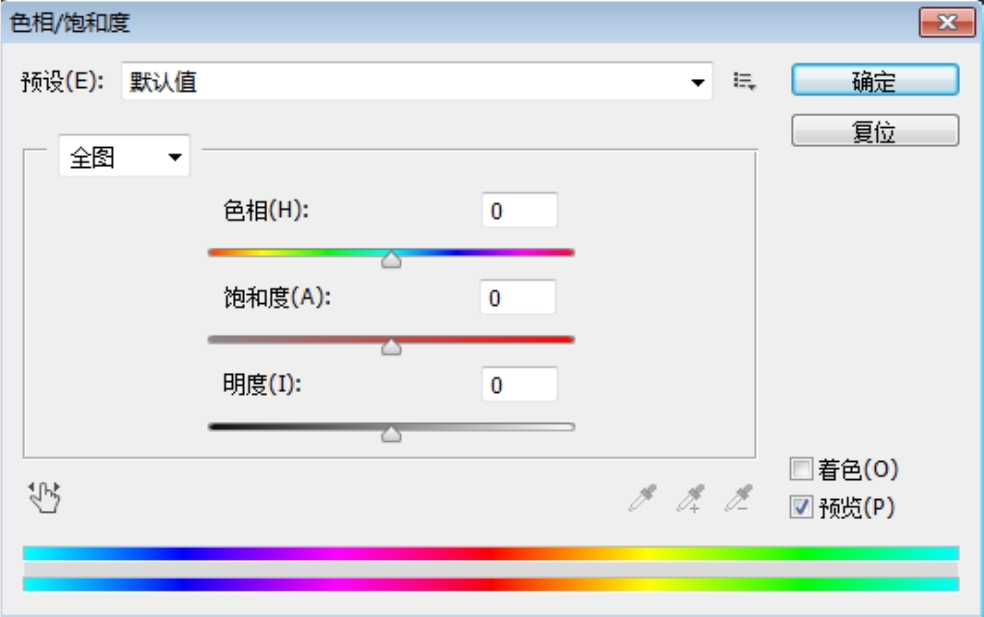 色相/饱和度
预设(E): 默认值
确定
复位
全图
色相(H): 0
饱和度(A): 0
明度(I): 0
着色(O)
预览(P)